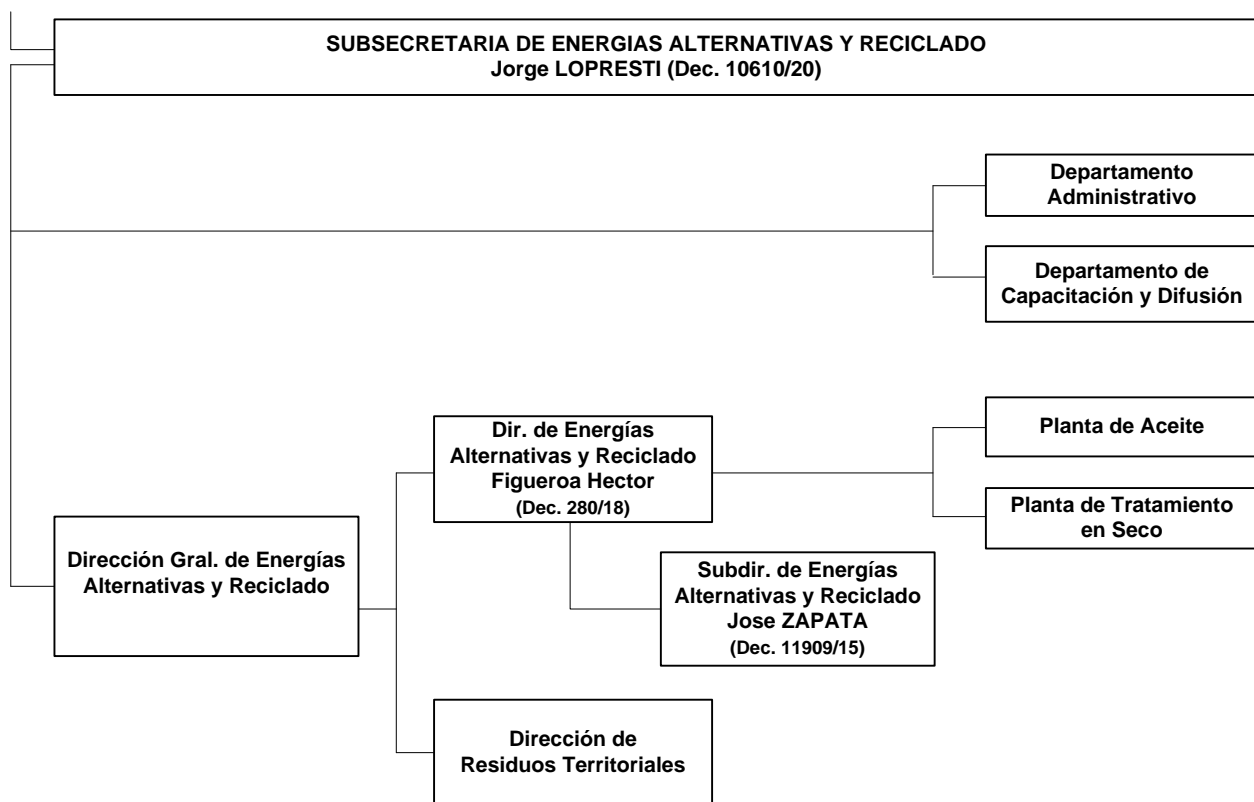 SUBSECRETARIA DE ENERGIAS ALTERNATIVAS Y RECICLADO
Jorge LOPRESTI (Dec. 10610/20)
Departamento
Administrativo
Departamento de
Capacitación y Difusión
Dir. de Energías
Alternativas y Reciclado
Figueroa Hector
(Dec. 280/18)
Planta de Aceite
Planta de Tratamiento
en Seco
Dirección Gral. de Energías
Alternativas y Reciclado
Subdir. de Energías
Alternativas y Reciclado
Jose ZAPATA
(Dec. 11909/15)
Dirección de
Residuos Territoriales